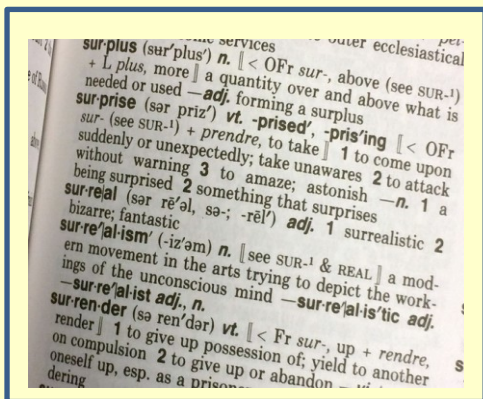 services
outer ecclesiastical
sur·plus (sʉr′plus′) n. ⟦< OFr sur-, above (see SUR-¹)
+ L plus, more⟧ a quantity over and above what is
needed or used —adj. forming a surplus
sur·prise (sər prīz′) vt. -prised′, -pris′ing ⟦< OFr
sur- (see SUR-¹) + prendre, to take⟧ 1 to come upon
suddenly or unexpectedly; take unawares 2 to attack
without warning 3 to amaze; astonish —n. 1 a
being surprised 2 something that surprises
sur·re|al (sər rē′əl, sə-; -rēl′) adj. 1 surrealistic 2
bizarre; fantastic
sur·re′|al·ism′ (-iz′əm) n. ⟦see SUR-¹ & REAL⟧ a mod-
ern movement in the arts trying to depict the work-
ings of the unconscious mind —sur·re′|al·ist adj., n.
—sur·re′|al·is′tic adj.
sur·ren·der (sə ren′dər) vt. ⟦< Fr sur-, up + rendre,
render⟧ 1 to give up possession of; yield to another
on compulsion 2 to give up or abandon
oneself up, esp. as a prisoner
dering